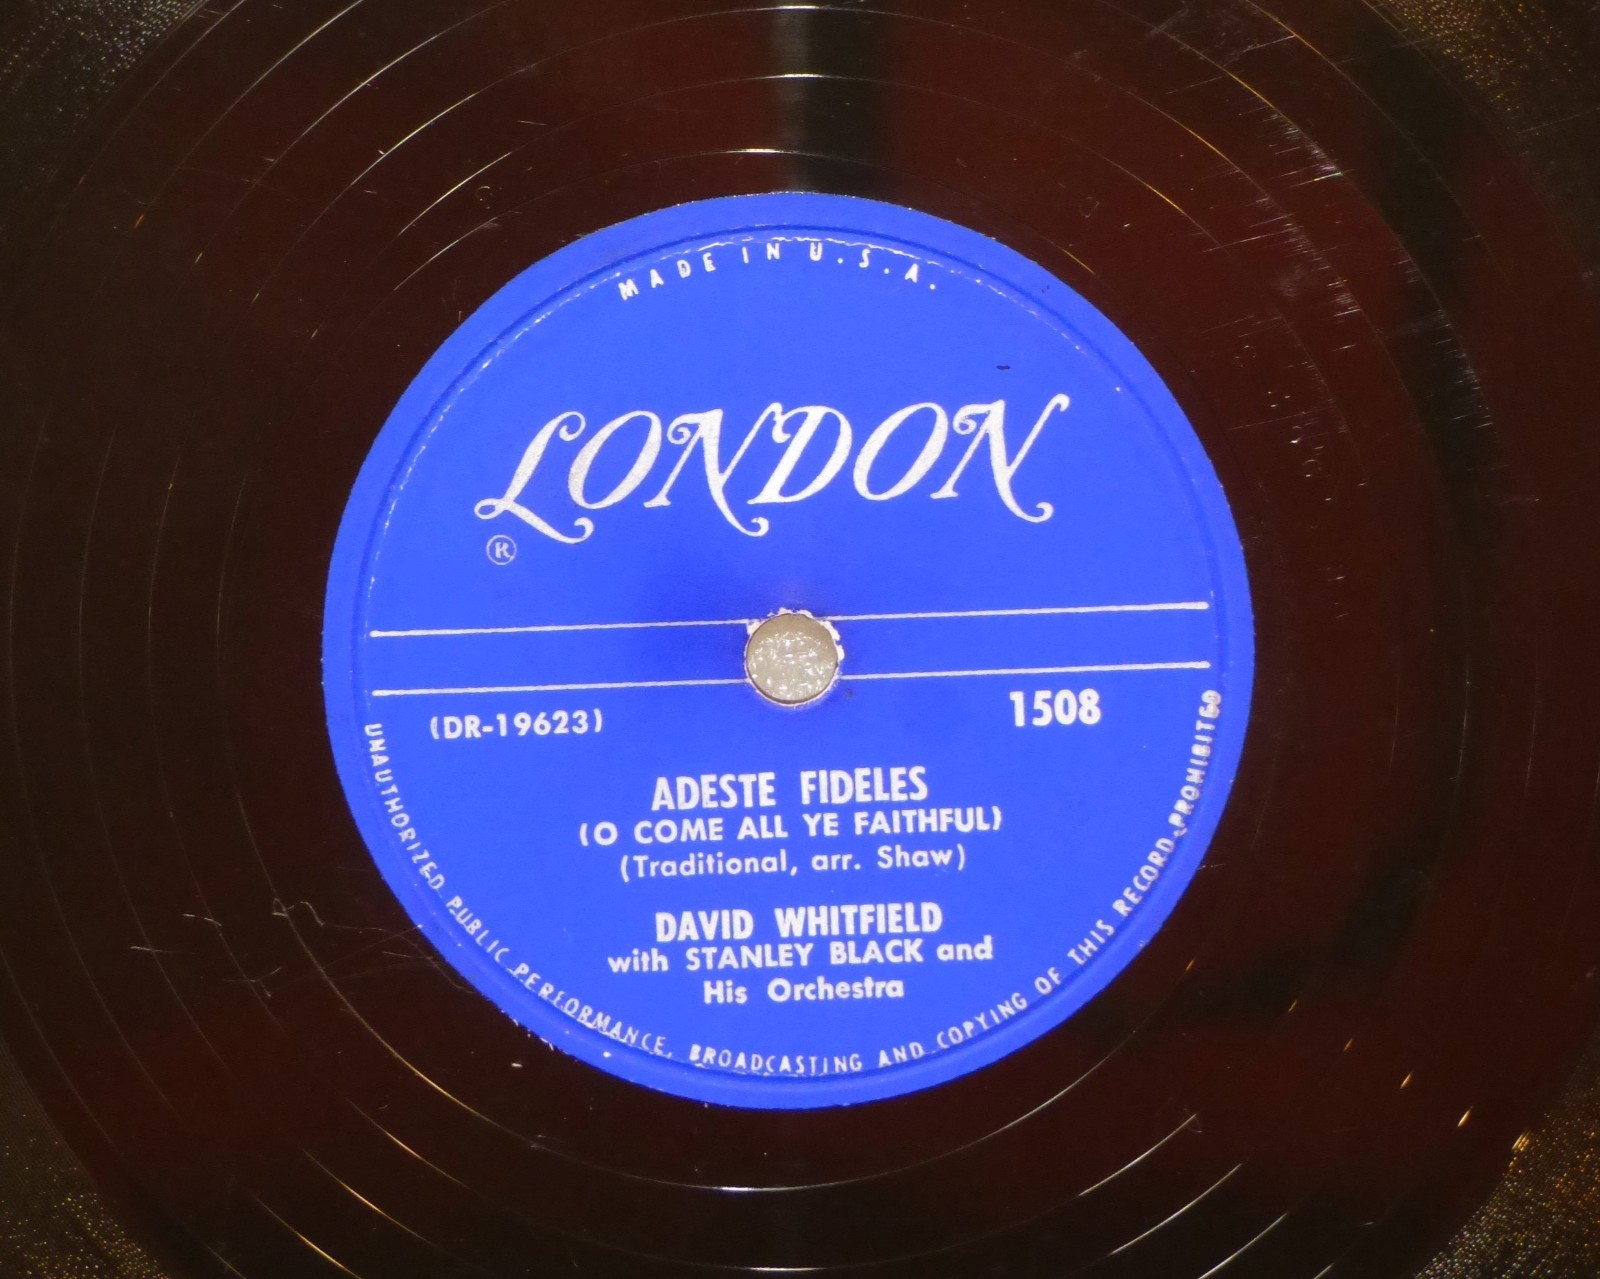 MADE IN U.S.A.
LONDON
®
(DR-19623)
1508
ADESTE FIDELES
(O COME ALL YE FAITHFUL)
(Traditional, arr. Shaw)
DAVID WHITFIELD
with STANLEY BLACK and
His Orchestra
UNAUTHORIZED PUBLIC PERFORMANCE, BROADCASTING AND COPYING OF THIS RECORD PROHIBITED